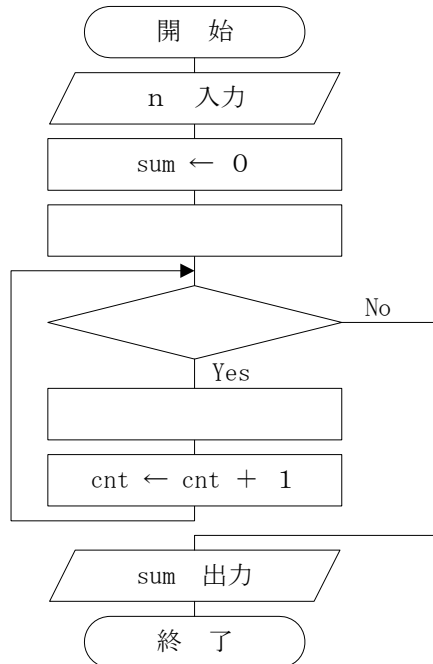 開 始
n 入力
sum ← 0
No
Yes
cnt ← cnt + 1
sum 出力
終 了